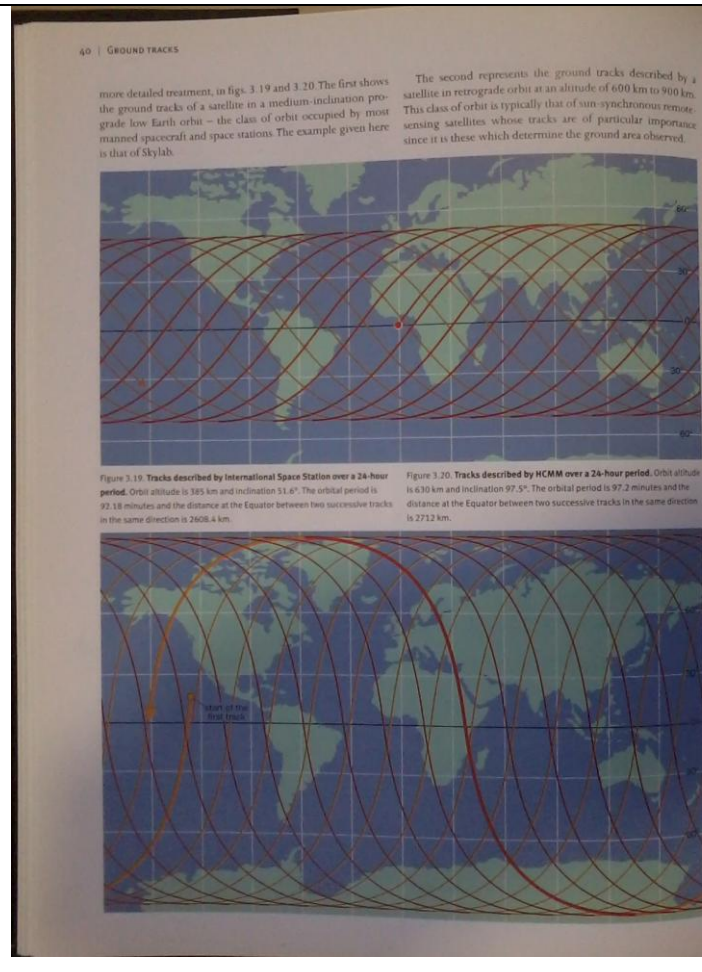 40 | GROUND TRACKS
more detailed treatment, in figs. 3.19 and 3.20. The first shows
the ground tracks of a satellite in a medium-inclination pro-
grade low Earth orbit – the class of orbit occupied by most
manned spacecraft and space stations. The example given here
is that of Skylab.
The second represents the ground tracks described by a
satellite in retrograde orbit at an altitude of 600 km to 900 km.
This class of orbit is typically that of sun-synchronous remote-
sensing satellites whose tracks are of particular importance
since it is these which determine the ground area observed.
60°
30°
0°
30°
60°
Figure 3.19. Tracks described by International Space Station over a 24-hour
period. Orbit altitude is 385 km and inclination 51.6°. The orbital period is
92.18 minutes and the distance at the Equator between two successive tracks
in the same direction is 2608.4 km.
Figure 3.20. Tracks described by HCMM over a 24-hour period. Orbit altitude
is 630 km and inclination 97.5°. The orbital period is 97.2 minutes and the
distance at the Equator between two successive tracks in the same direction
is 2712 km.
start of the
first track